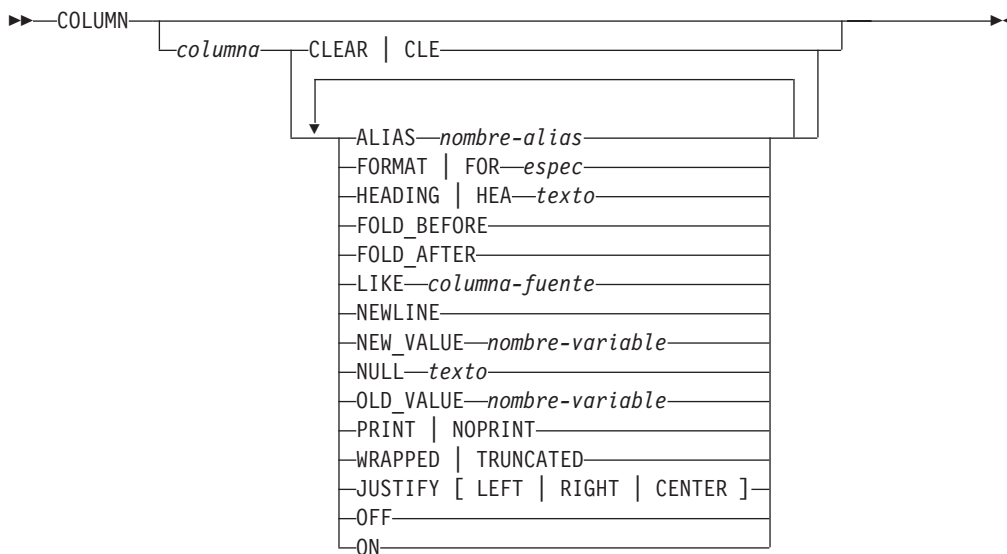 COLUMN
columna CLEAR | CLE
ALIAS nombre-alias
FORMAT | FOR espec
HEADING | HEA texto
FOLD_BEFORE
FOLD_AFTER
LIKE columna-fuente
NEWLINE
NEW_VALUE nombre-variable
NULL texto
OLD_VALUE nombre-variable
PRINT | NOPRINT
WRAPPED | TRUNCATED
JUSTIFY [ LEFT | RIGHT | CENTER ]
OFF
ON